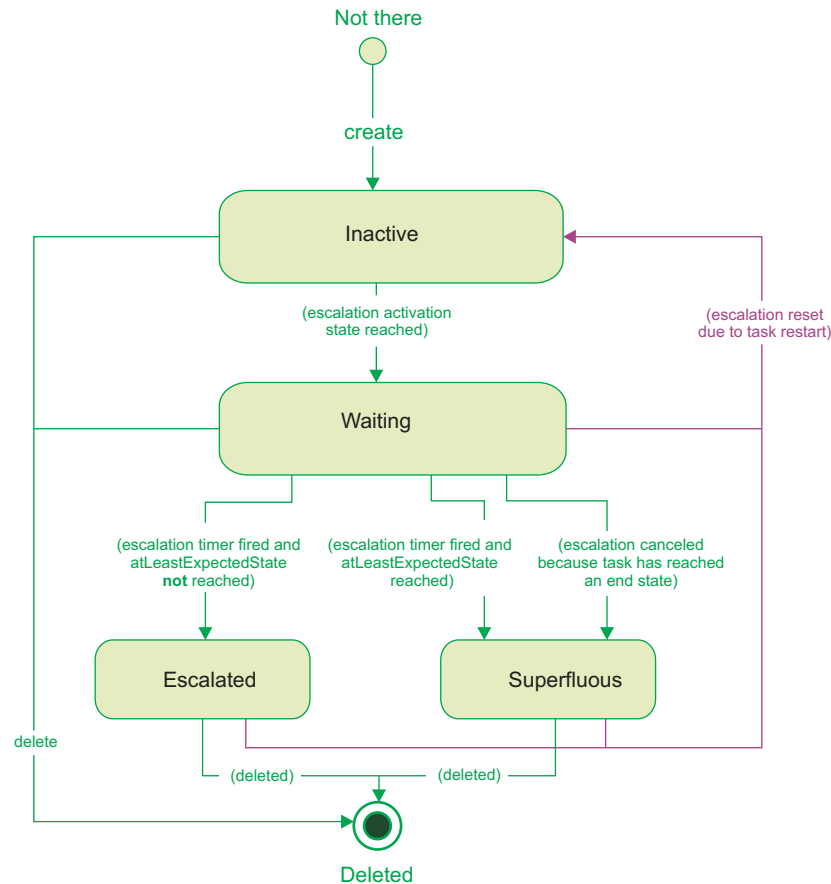 Not there
create
Inactive
(escalation activation
state reached)
(escalation reset
due to task restart)
Waiting
(escalation timer fired and
atLeastExpectedState
not reached)
(escalation timer fired and
atLeastExpectedState
reached)
(escalation canceled
because task has reached
an end state)
Escalated
Superfluous
delete
(deleted)
(deleted)
Deleted